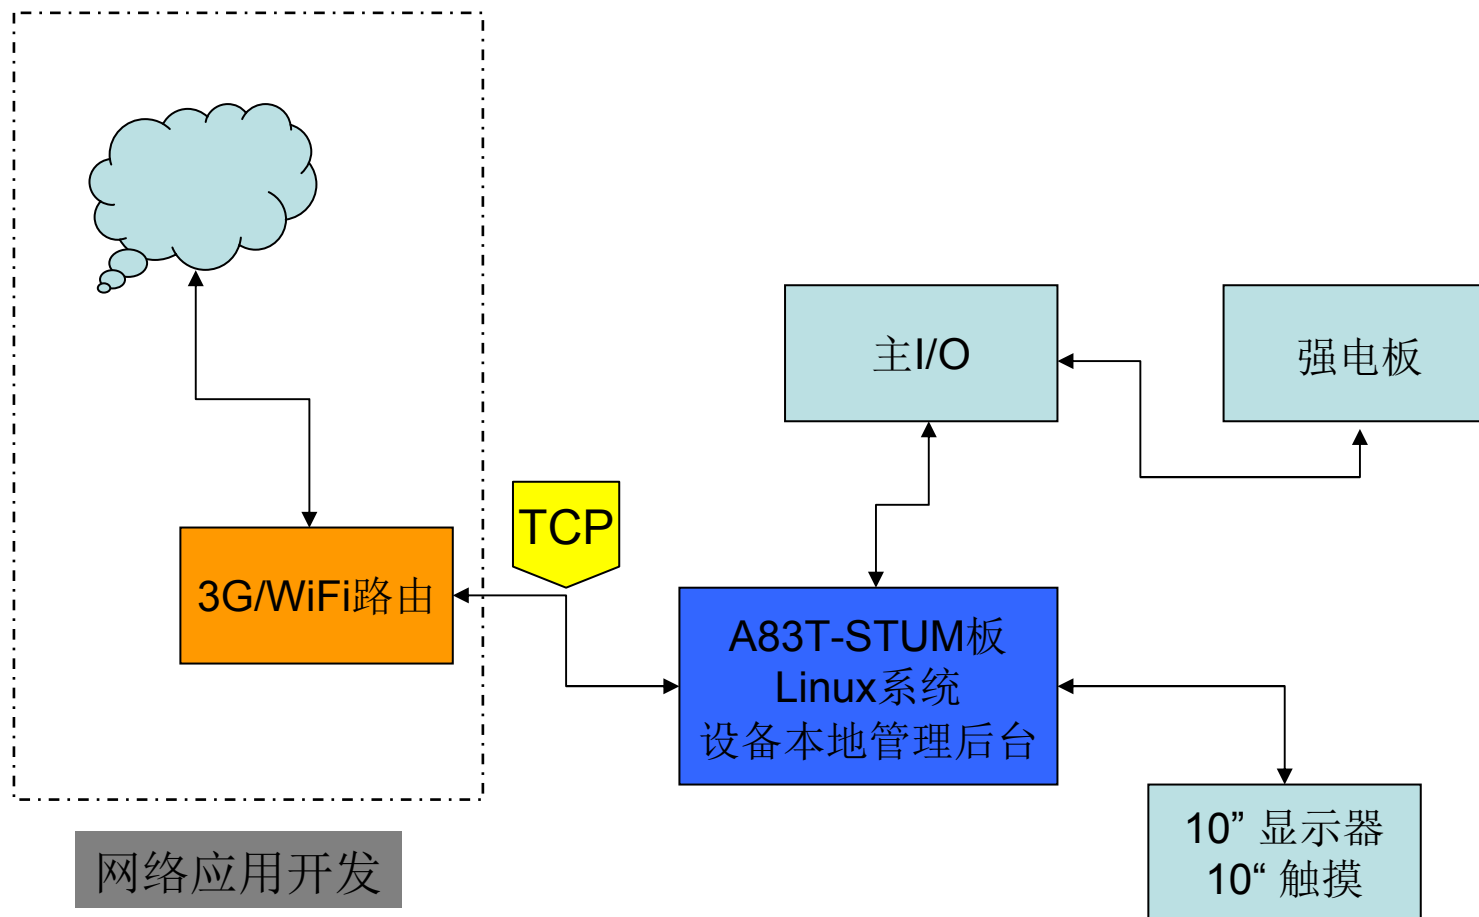 主I/O
强电板
TCP
3G/WiFi路由
A83T-STUM板
Linux系统
设备本地管理后台
10” 显示器
10“ 触摸
网络应用开发